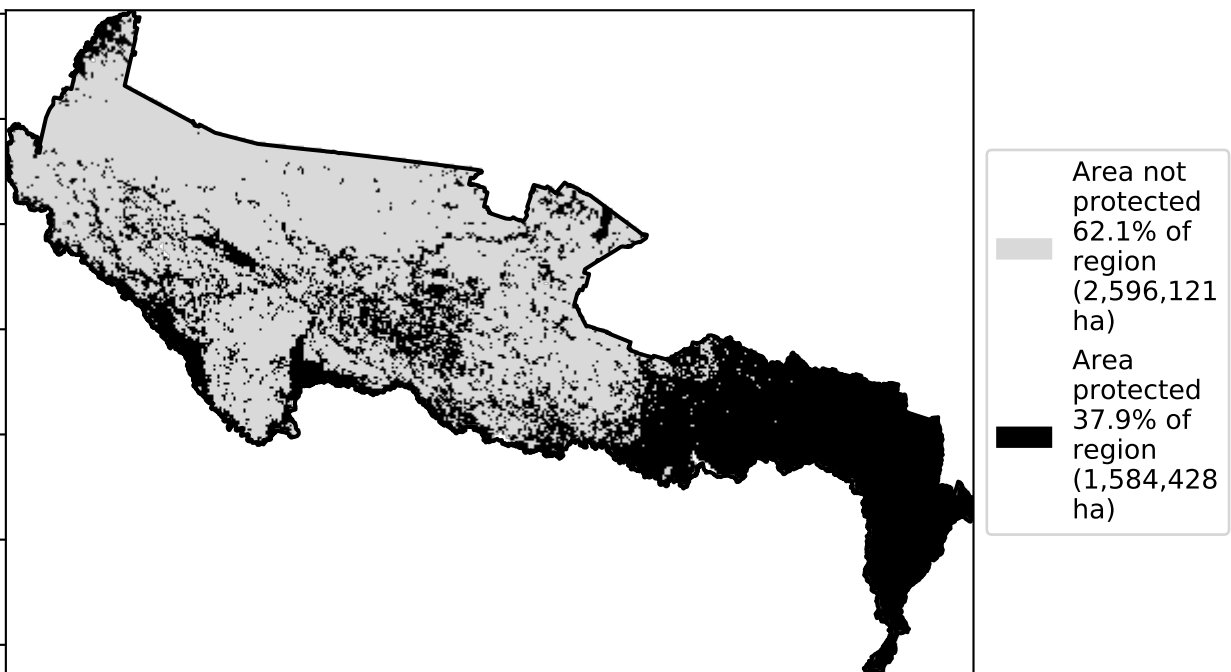 Area not
protected
62.1% of
region
(2,596,121
ha)
Area
protected
37.9% of
region
(1,584,428
ha)